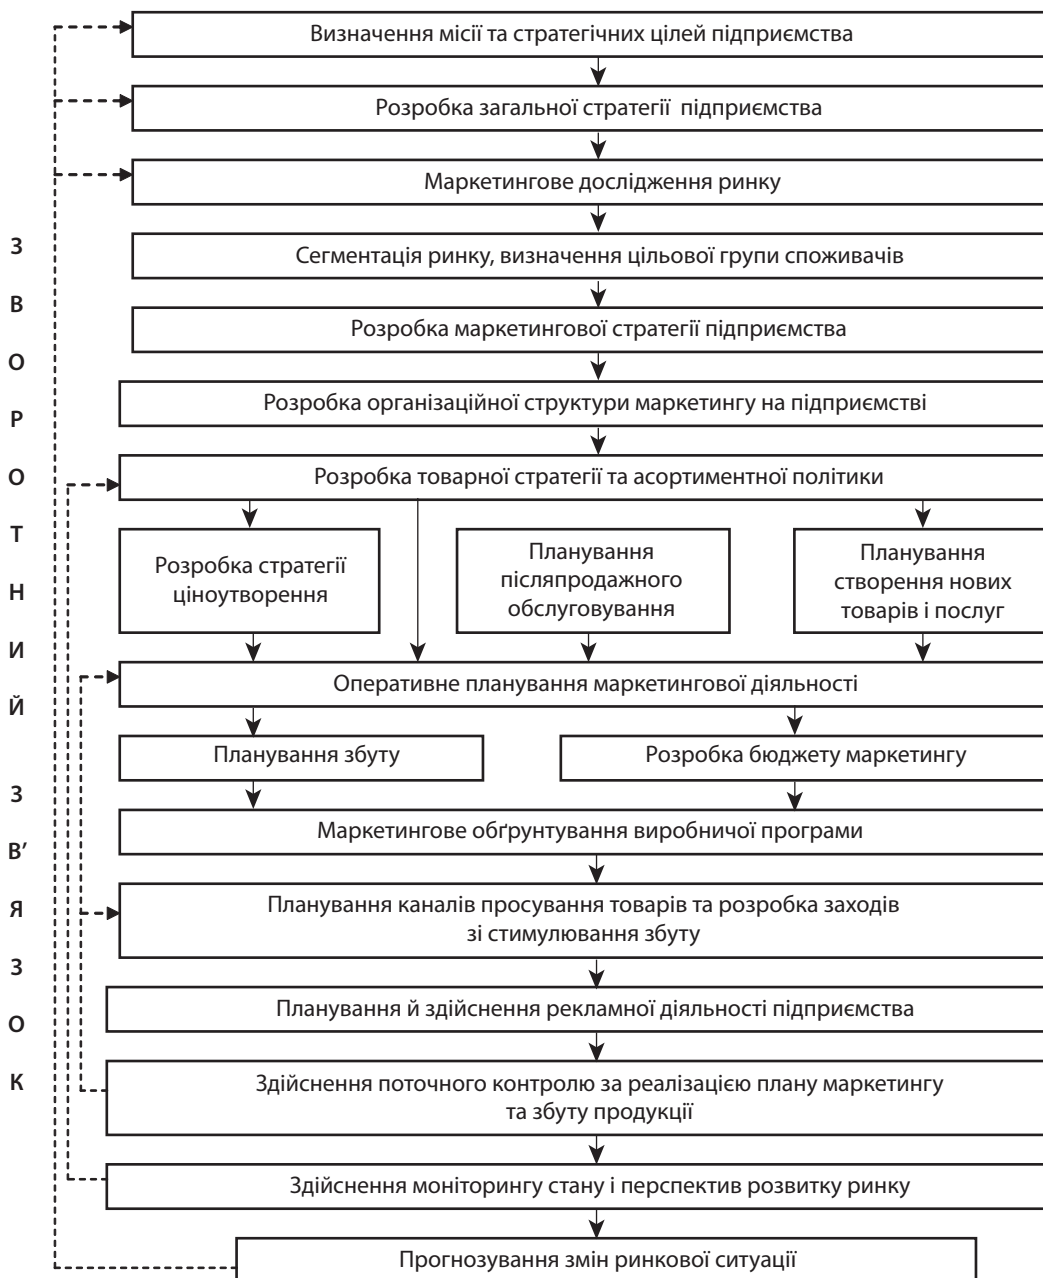 Визначення місії та стратегічних цілей підприємства
Розробка загальної стратегії підприємства
Маркетингове дослідження ринку
Сегментація ринку, визначення цільової групи споживачів
Розробка маркетингової стратегії підприємства
Розробка організаційної структури маркетингу на підприємстві
Розробка товарної стратегії та асортиментної політики
Розробка стратегії
ціноутворення
Планування
післяпродажного
обслуговування
Планування
створення нових
товарів і послуг
Оперативне планування маркетингової діяльності
Планування збуту
Розробка бюджету маркетингу
Маркетингове обґрунтування виробничої програми
Планування каналів просування товарів та розробка заходів
зі стимулювання збуту
Планування й здійснення рекламної діяльності підприємства
Здійснення поточного контролю за реалізацією плану маркетингу
та збуту продукції
Здійснення моніторингу стану і перспектив розвитку ринку
Прогнозування змін ринкової ситуації
ЗВОРОТНИЙ ЗВ’ЯЗОК